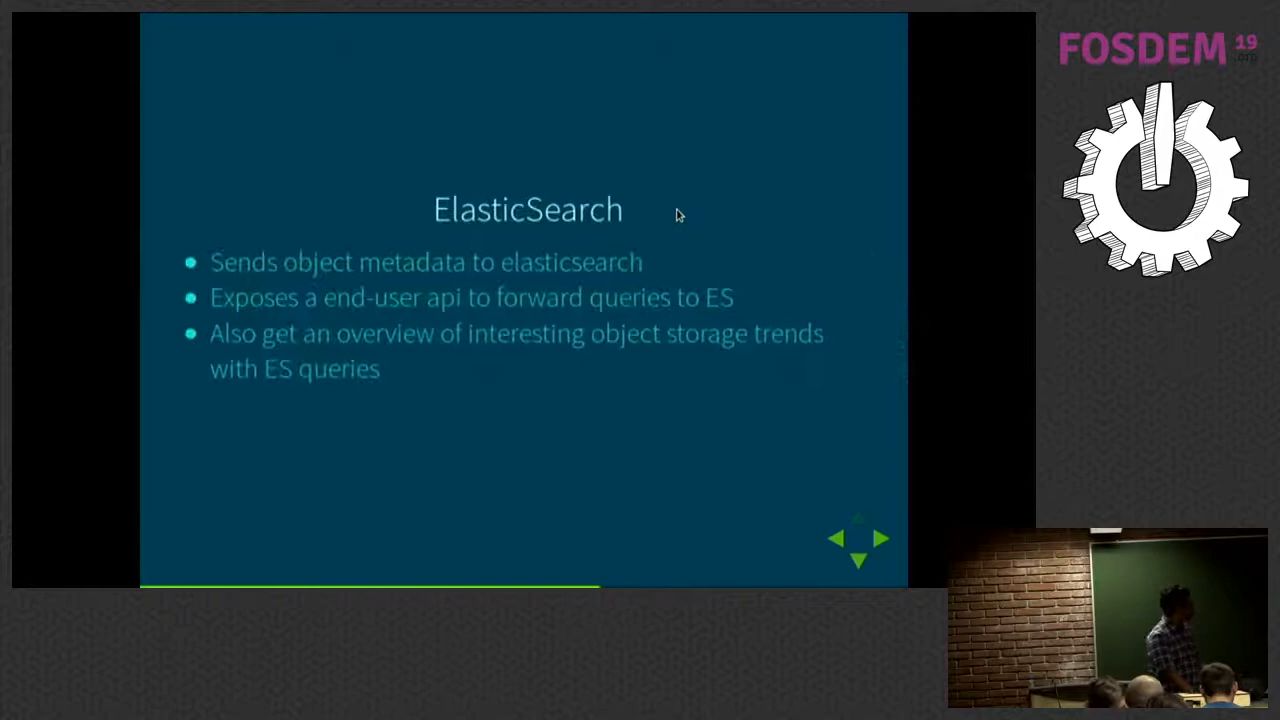 FOSDEM 19
.org
ElasticSearch
Sends object metadata to elasticsearch
Exposes a end-user api to forward queries to ES
Also get an overview of interesting object storage trends
with ES queries